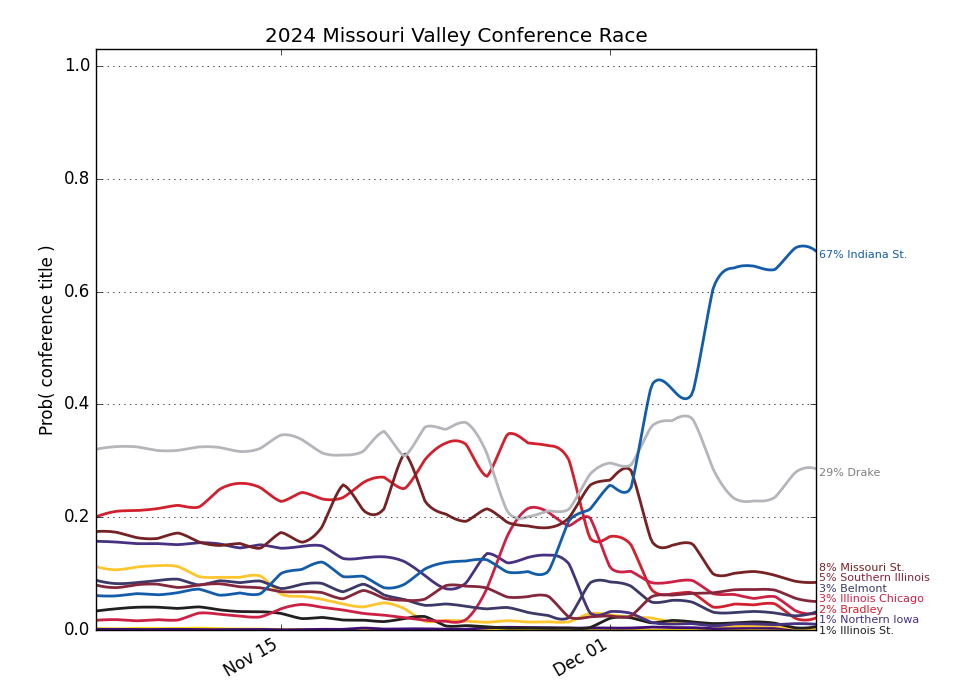 2024 Missouri Valley Conference Race
Prob( conference title )
1.0
0.8
0.6
0.4
0.2
0.0
Nov 15
Dec 01
67% Indiana St.
29% Drake
8% Missouri St.
5% Southern Illinois
3% Belmont
3% Illinois Chicago
2% Bradley
1% Northern Iowa
1% Illinois St.